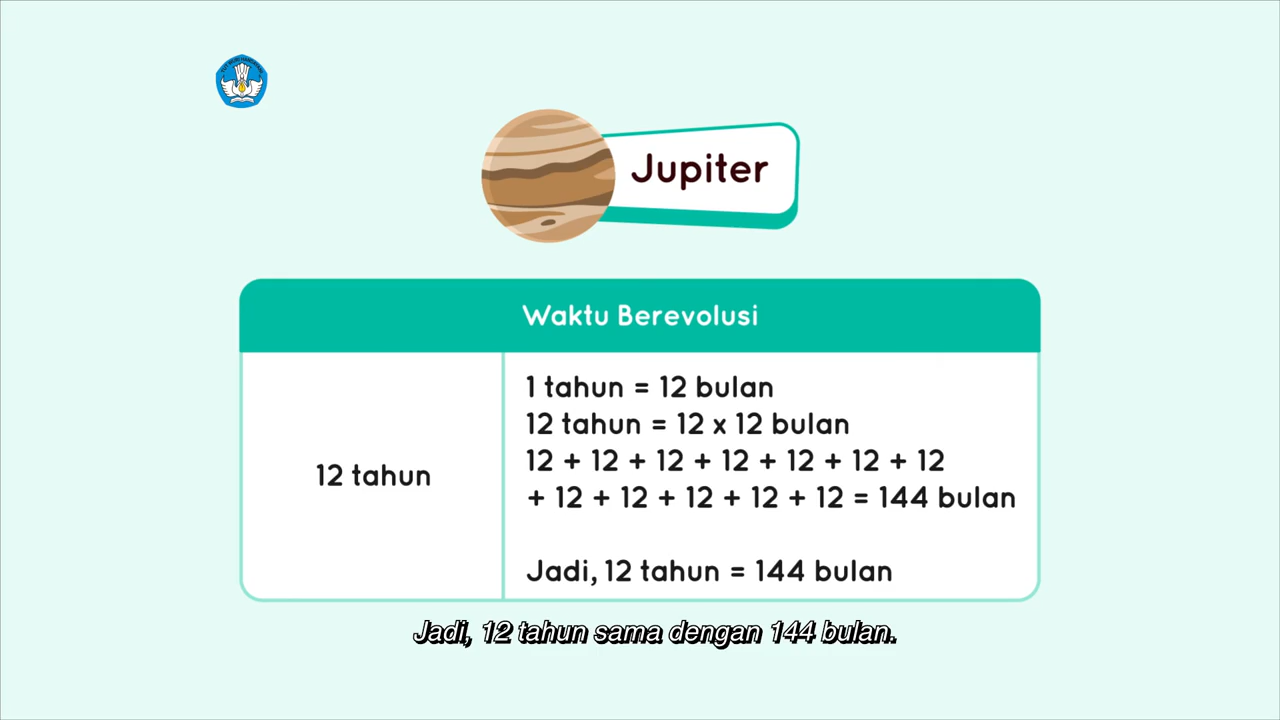 Jupiter
Waktu Berevolusi
12 tahun
1 tahun = 12 bulan
12 tahun = 12 x 12 bulan
12 + 12 + 12 + 12 + 12 + 12 + 12
+ 12 + 12 + 12 + 12 + 12 = 144 bulan
Jadi, 12 tahun = 144 bulan
Jadi, 12 tahun sama dengan 144 bulan.